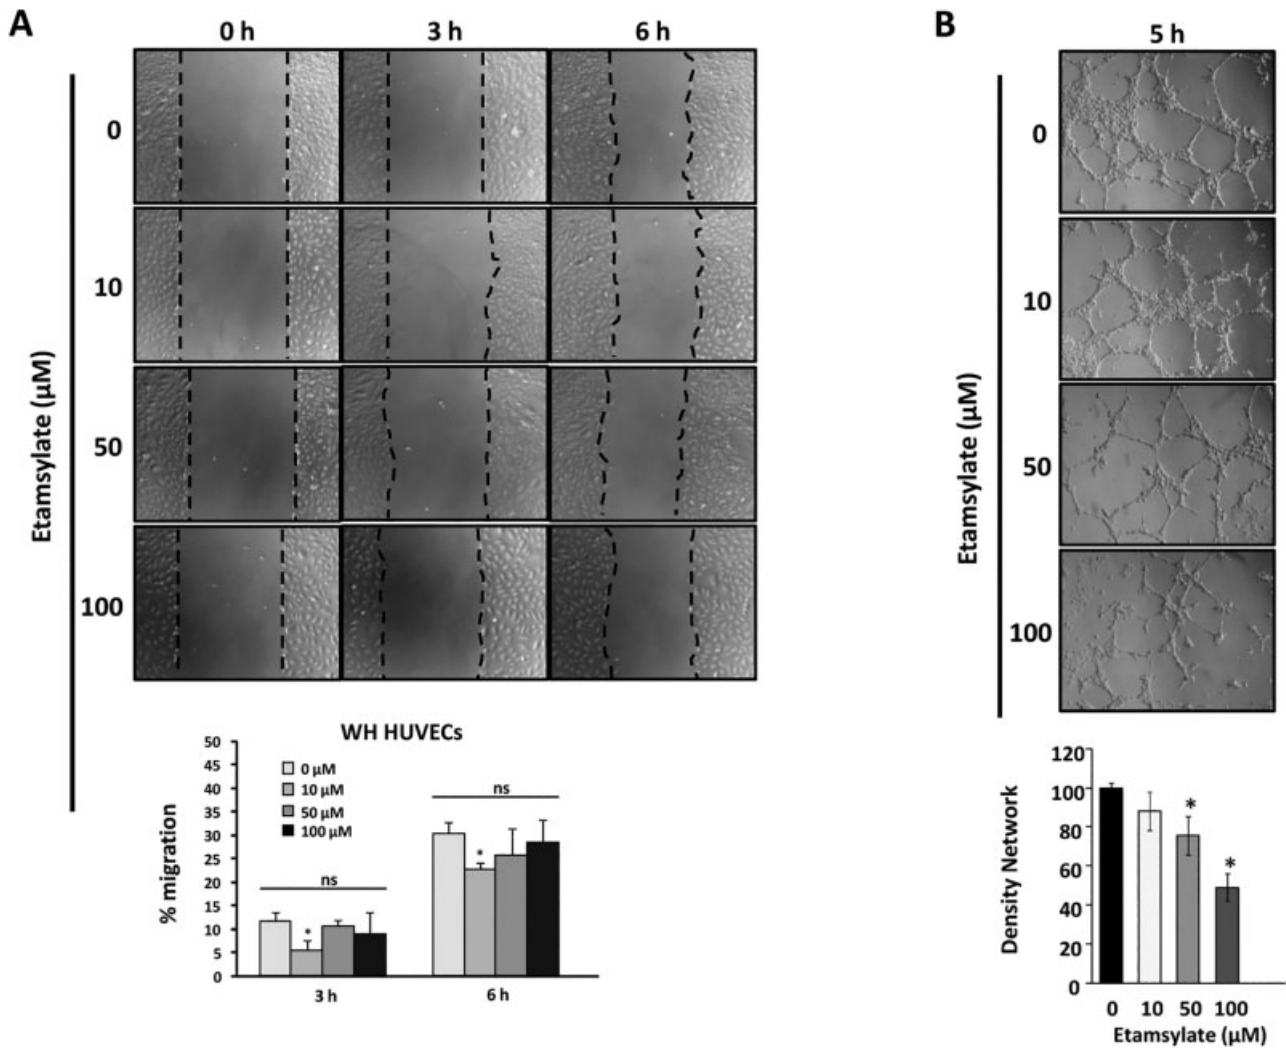 A
0 h
3 h
6 h
Etamsylate (µM)
0
10
50
100
WH HUVECs
% migration
50
45
40
35
30
25
20
15
10
5
0
0 µM
10 µM
50 µM
100 µM
ns
*
ns
*
3 h
6 h
B
5 h
Etamsylate (µM)
0
10
50
100
Density Network
120
100
80
60
40
20
0
*
*
0 10 50 100
Etamsylate (µM)